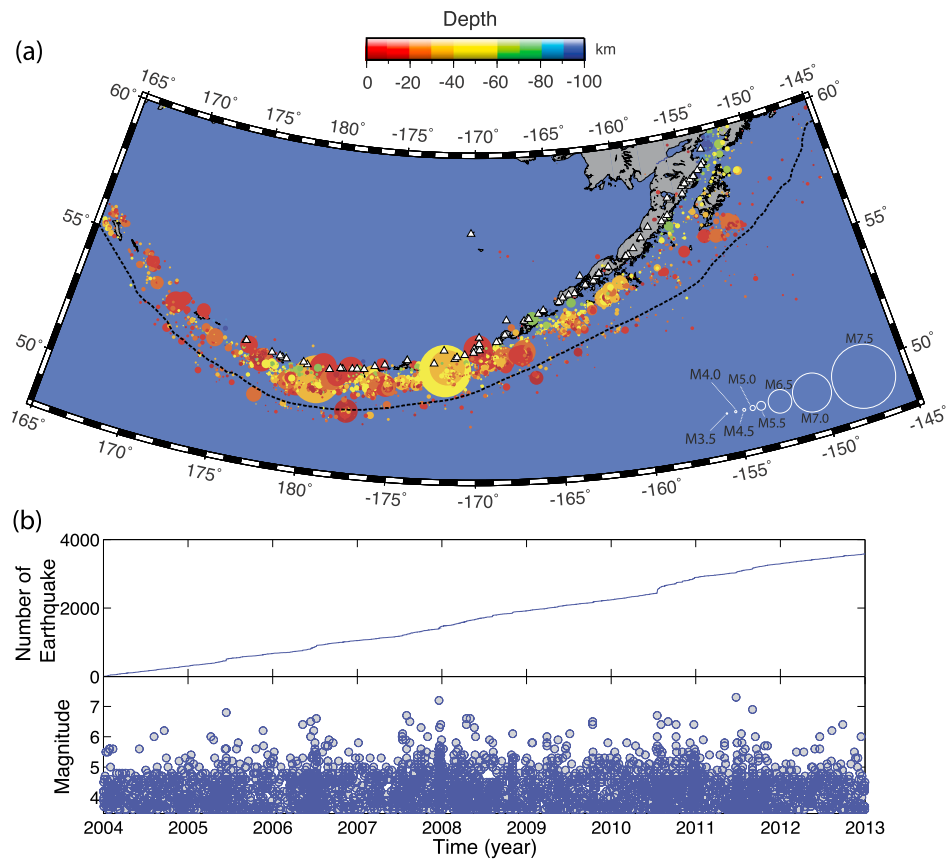 Depth
(a)
km
0 -20 -40 -60 -80 -100
165°
170°
175°
180°
-175°
-170°
-165°
-160°
-155°
-150°
-145°
60°
60°
55°
55°
50°
50°
M7.5
M4.0
M5.0
M6.5
M3.5
M4.5
M5.5
M7.0
165°
170°
175°
180°
-175°
-170°
-165°
-160°
-155°
-150°
-145°
(b)
4000
2000
0
Number of
Earthquake
7
6
5
4
Magnitude
2004 2005 2006 2007 2008 2009 2010 2011 2012 2013
Time (year)